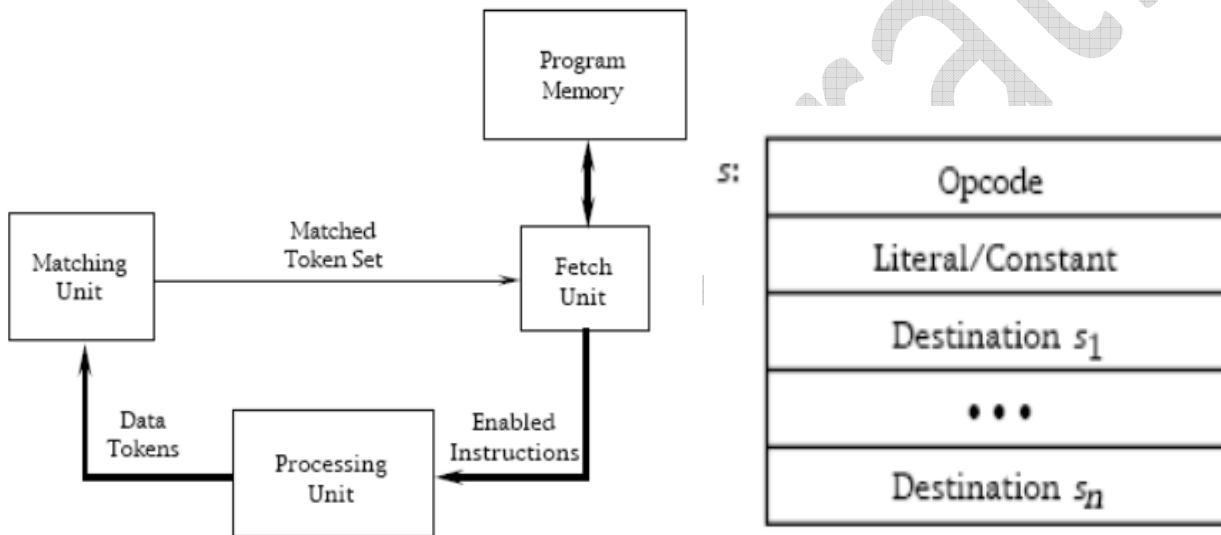 Program
Memory
Matching
Unit
Matched
Token Set
Fetch
Unit
Data
Tokens
Processing
Unit
Enabled
Instructions
s:
Opcode
Literal/Constant
Destination s1
•••
Destination sn